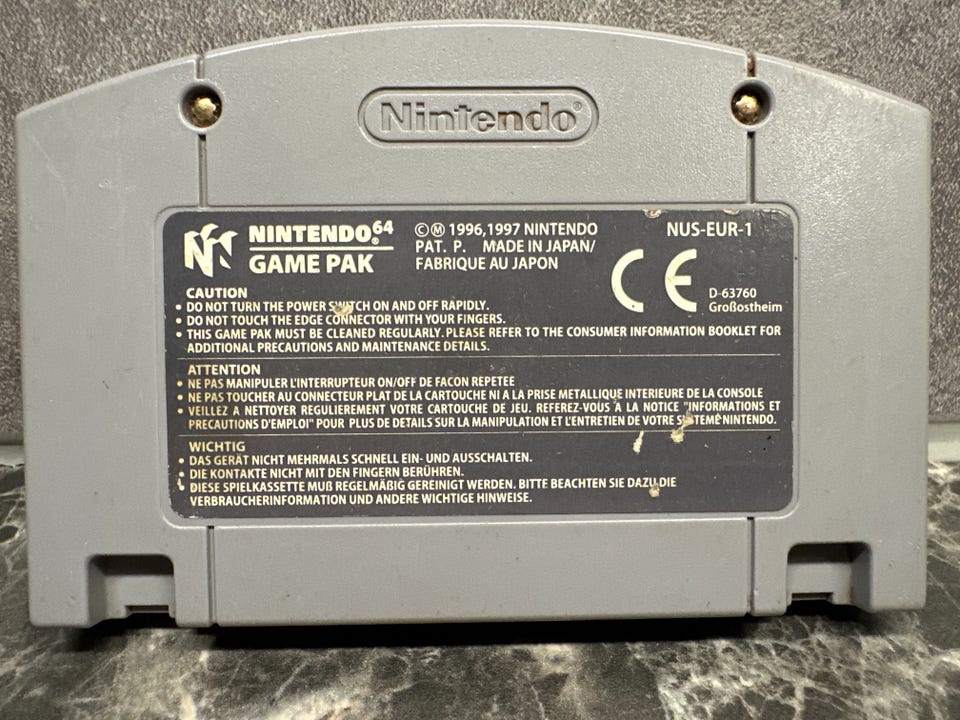 Nintendo®
NINTENDO64®
GAME PAK
©Ⓜ 1996,1997 NINTENDO
PAT. P. MADE IN JAPAN/
FABRIQUE AU JAPON
NUS-EUR-1
CE
D-63760
Großostheim
CAUTION
• DO NOT TURN THE POWER SWITCH ON AND OFF RAPIDLY.
• DO NOT TOUCH THE EDGE CONNECTOR WITH YOUR FINGERS.
• THIS GAME PAK MUST BE CLEANED REGULARLY. PLEASE REFER TO THE CONSUMER INFORMATION BOOKLET FOR
ADDITIONAL PRECAUTIONS AND MAINTENANCE DETAILS.
ATTENTION
• NE PAS MANIPULER L'INTERRUPTEUR ON/OFF DE FACON REPETEE
• NE PAS TOUCHER AU CONNECTEUR PLAT DE LA CARTOUCHE NI A LA PRISE METALLIQUE INTERIEURE DE LA CONSOLE
• VEILLEZ A NETTOYER REGULIEREMENT VOTRE CARTOUCHE DE JEU. REFEREZ-VOUS A LA NOTICE "INFORMATIONS ET
PRECAUTIONS D'EMPLOI" POUR PLUS DE DETAILS SUR LA MANIPULATION ET L'ENTRETIEN DE VOTRE SYSTEME NINTENDO.
WICHTIG
• DAS GERÄT NICHT MEHRMALS SCHNELL EIN- UND AUSSCHALTEN.
• DIE KONTAKTE NICHT MIT DEN FINGERN BERÜHREN.
• DIESE SPIELKASSETTE MUß REGELMÄßIG GEREINIGT WERDEN. BITTE BEACHTEN SIE DAZU DIE
VERBRAUCHERINFORMATION UND ANDERE WICHTIGE HINWEISE.